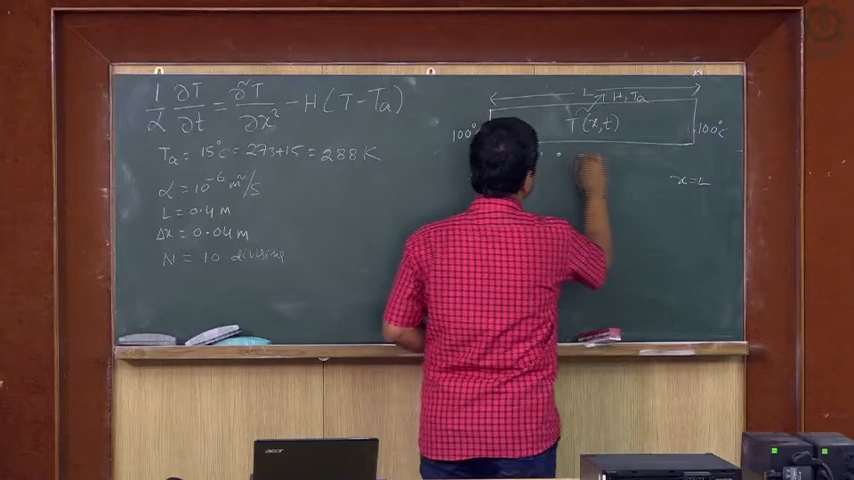 1/α ∂T/∂t = ∂²T/∂x² - H(T - Ta)
Ta = 15°C = 273+15 = 288 K
α = 10⁻⁶ m²/s
L = 0.4 m
Δx = 0.04 m
N = 10 divisions
L
H, Ta
T(x,t)
100°
100°C
x=L
acer